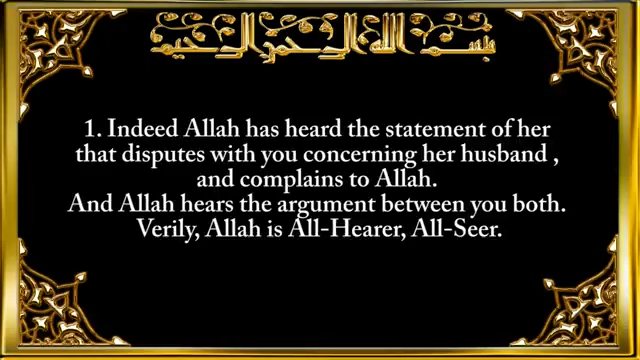 بسم الله الرحمن الرحيم
1. Indeed Allah has heard the statement of her
that disputes with you concerning her husband ,
and complains to Allah.
And Allah hears the argument between you both.
Verily, Allah is All-Hearer, All-Seer.